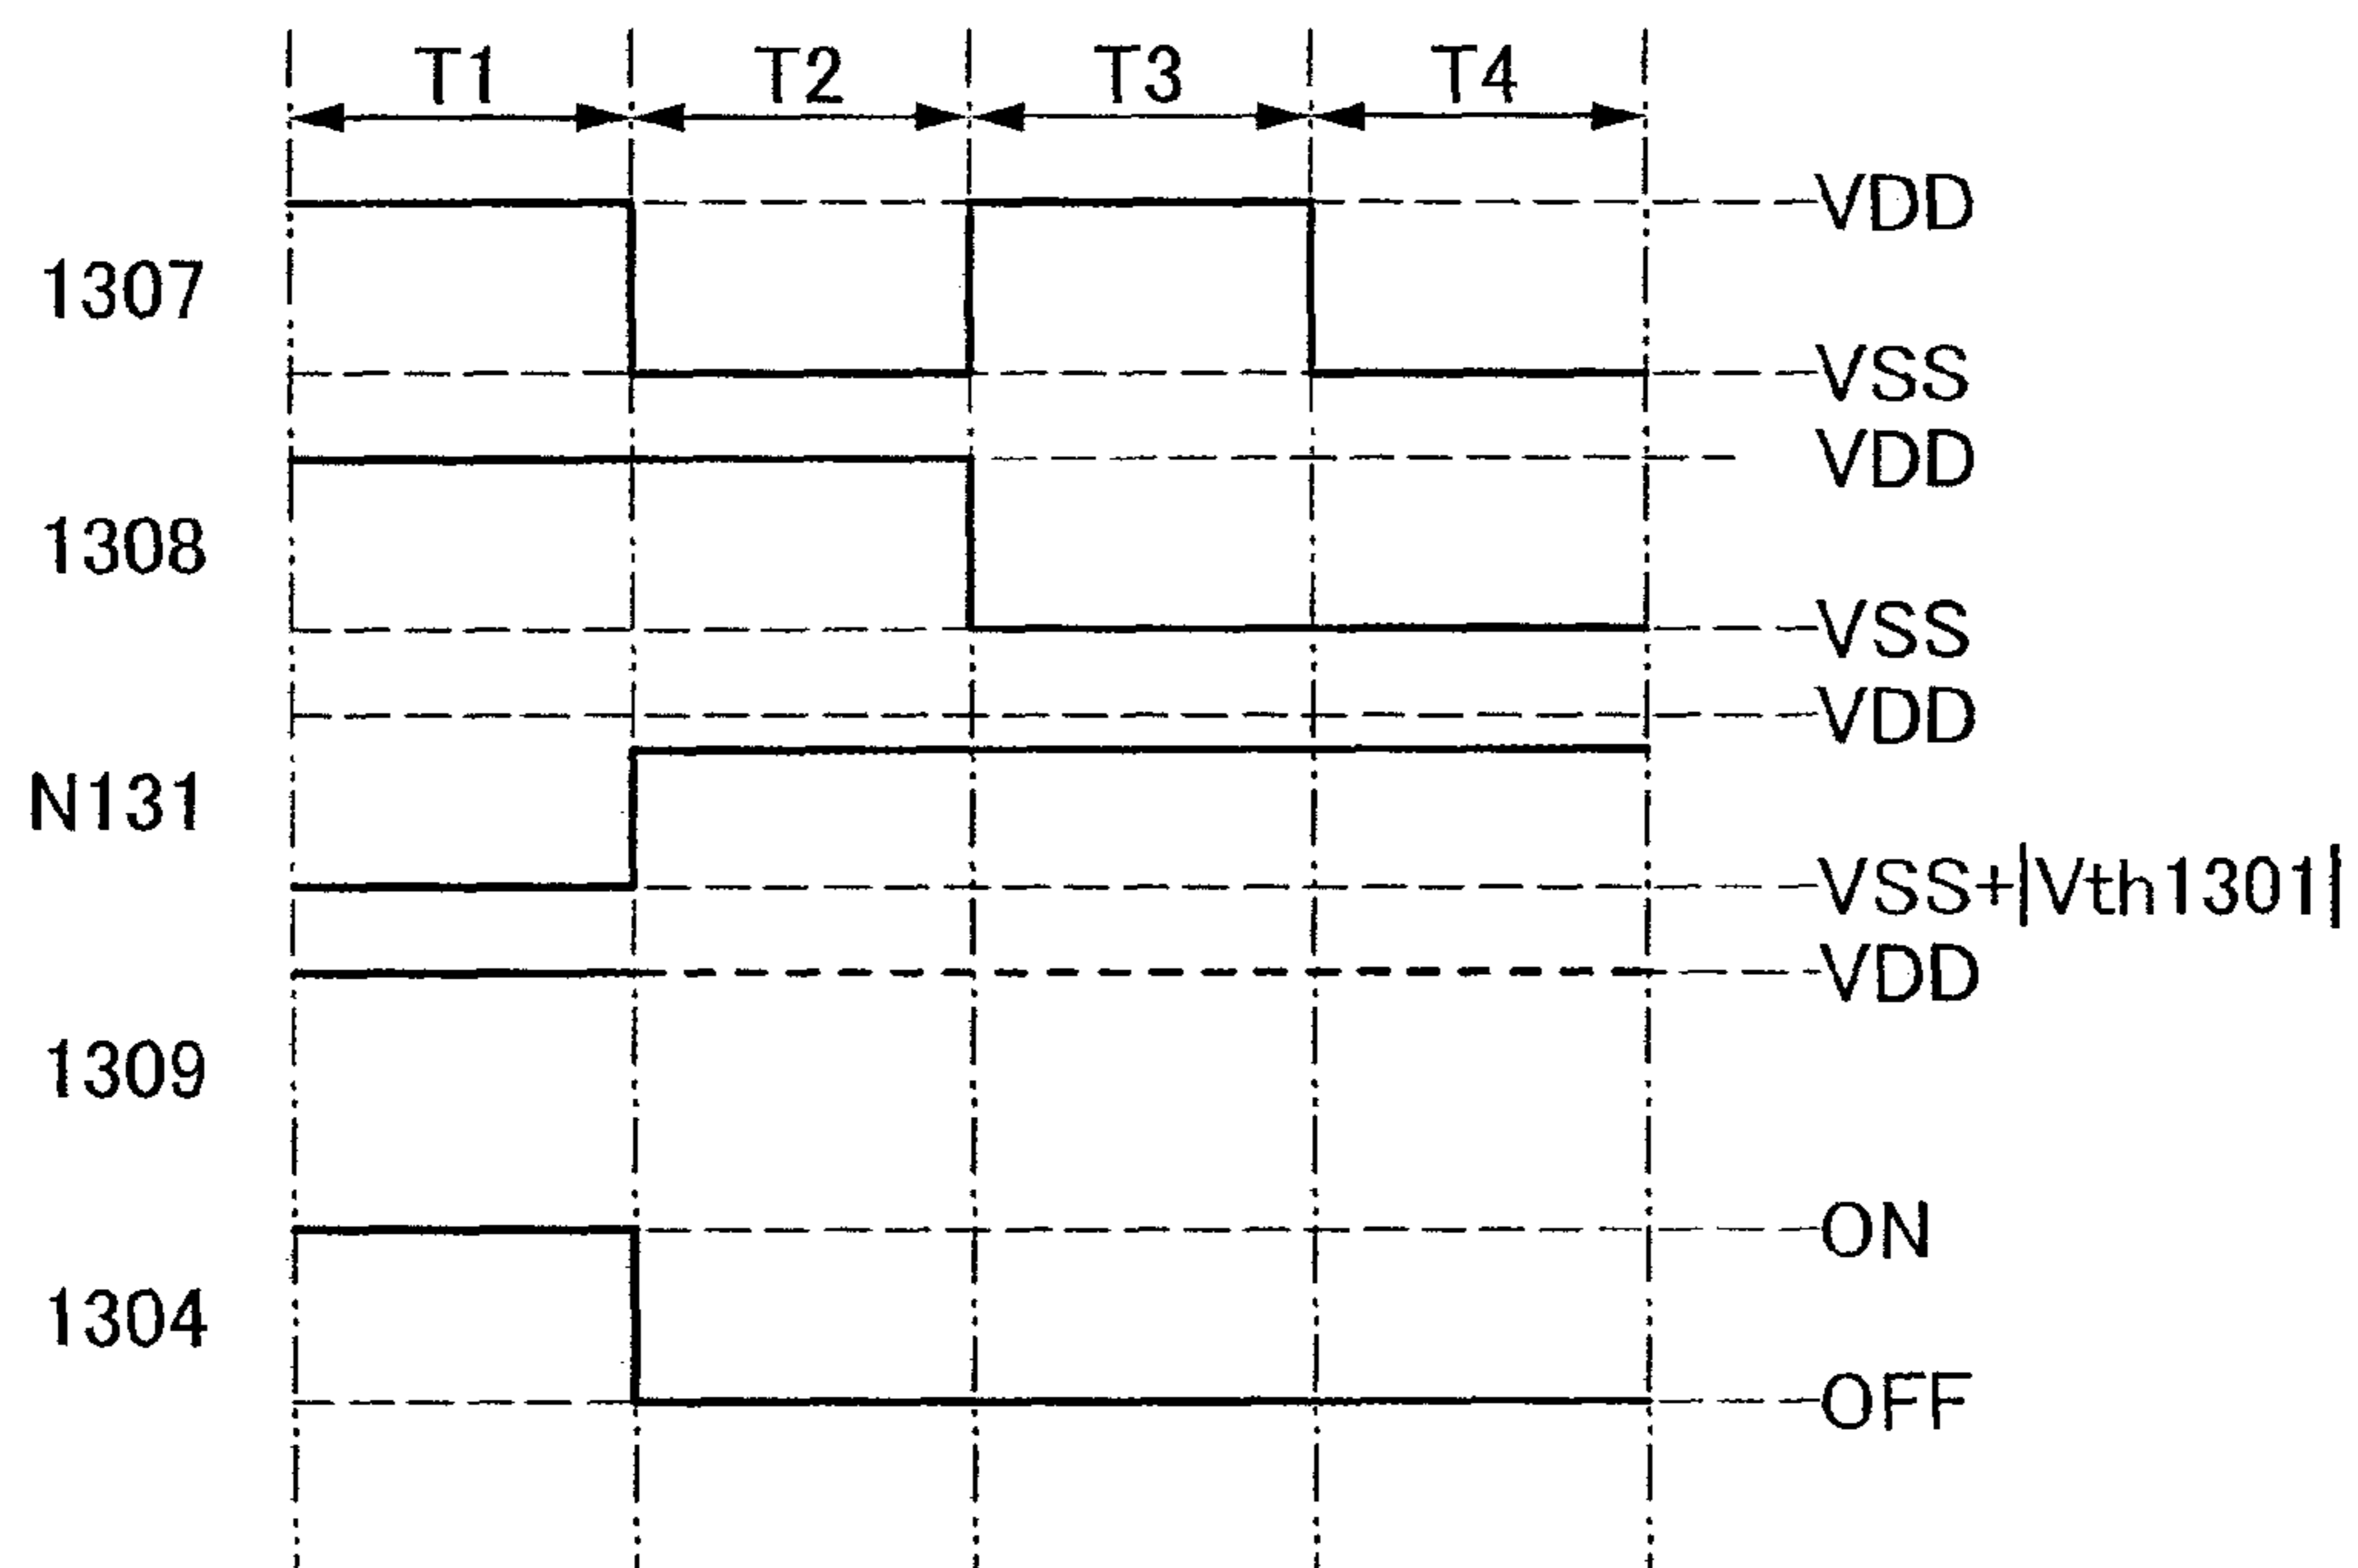 T1 T2 T3 T4
VDD
1307
VSS
VDD
1308
VSS
VDD
N131
VSS+|Vth1301|
VDD
1309
ON
1304
OFF